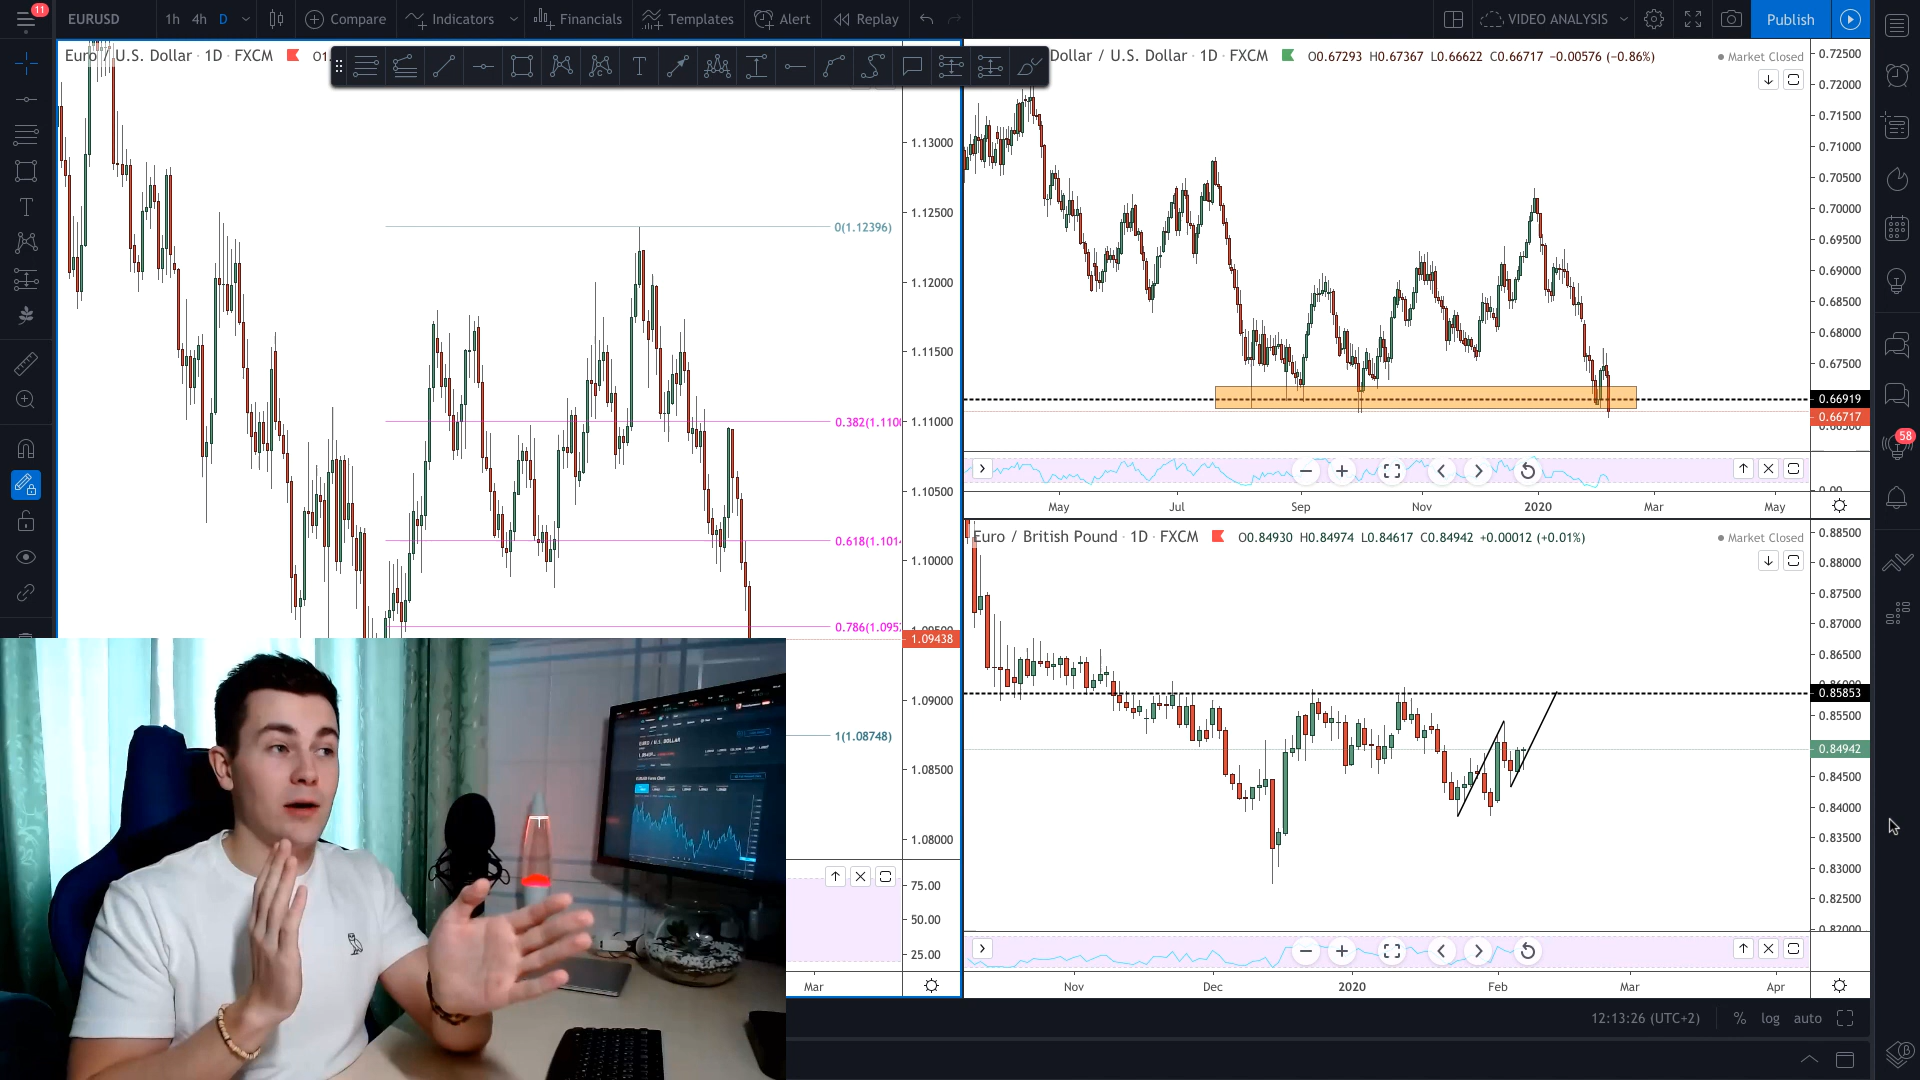 11
EURUSD
1h 4h D
Compare
Indicators
Financials
Templates
Alert
Replay
VIDEO ANALYSIS
Publish
Euro / U.S. Dollar · 1D · FXCM
O1.
1.13000
1.12500
1.12000
1.11500
1.11000
1.10500
1.10000
1.09438
1.09000
1.08500
1.08000
0(1.12396)
0.382(1.110
0.618(1.101
0.786(1.095
1(1.08748)
75.00
50.00
25.00
Mar
Dollar / U.S. Dollar · 1D · FXCM
O0.67293 H0.67367 L0.66622 C0.66717 −0.00576 (−0.86%)
Market Closed
0.72500
0.72000
0.71500
0.71000
0.70500
0.70000
0.69500
0.69000
0.68500
0.68000
0.67500
0.66919
0.66717
0.00
May Jul Sep Nov 2020 Mar May
Euro / British Pound · 1D · FXCM
O0.84930 H0.84974 L0.84617 C0.84942 +0.00012 (+0.01%)
Market Closed
0.88500
0.88000
0.87500
0.87000
0.86500
0.85853
0.85500
0.84942
0.84500
0.84000
0.83500
0.83000
0.82500
0.82000
Nov Dec 2020 Feb Mar Apr
58
12:13:26 (UTC+2)
% log auto
EURO / U.S. DOLLAR